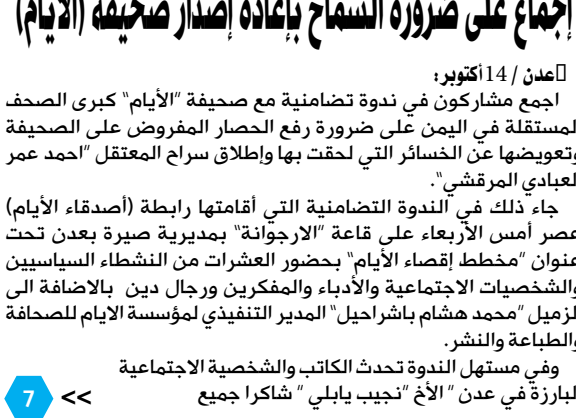 إجماع على ضرورة السماح بإعادة إصدار صحيفة (الأيام)
عدن / 14 أكتوبر:
اجمع مشاركون في ندوة تضامنية مع صحيفة "الأيام" كبرى الصحف
لمستقلة في اليمن على ضرورة رفع الحصار المفروض على الصحيفة
وتعويضها عن الخسائر التي لحقت بها وإطلاق سراح المعتقل "احمد عمر
لعبادي المرقشي".
جاء ذلك في الندوة التضامنية التي أقامتها رابطة (أصدقاء الأيام)
عصر أمس الأربعاء على قاعة "الارجوانة" بمديرية صيرة بعدن تحت
عنوان "مخطط إقصاء الأيام" بحضور العشرات من النشطاء السياسيين
والشخصيات الاجتماعية والأدباء والمفكرين ورجال دين بالاضافة الى
لزميل "محمد هشام باشراحيل" المدير التنفيذي لمؤسسة الايام للصحافة
والطباعة والنشر.
وفي مستهل الندوة تحدث الكاتب والشخصية الاجتماعية
لبارزة في عدن " الأخ "نجيب يابلي " شاكرا جميع
>> 7